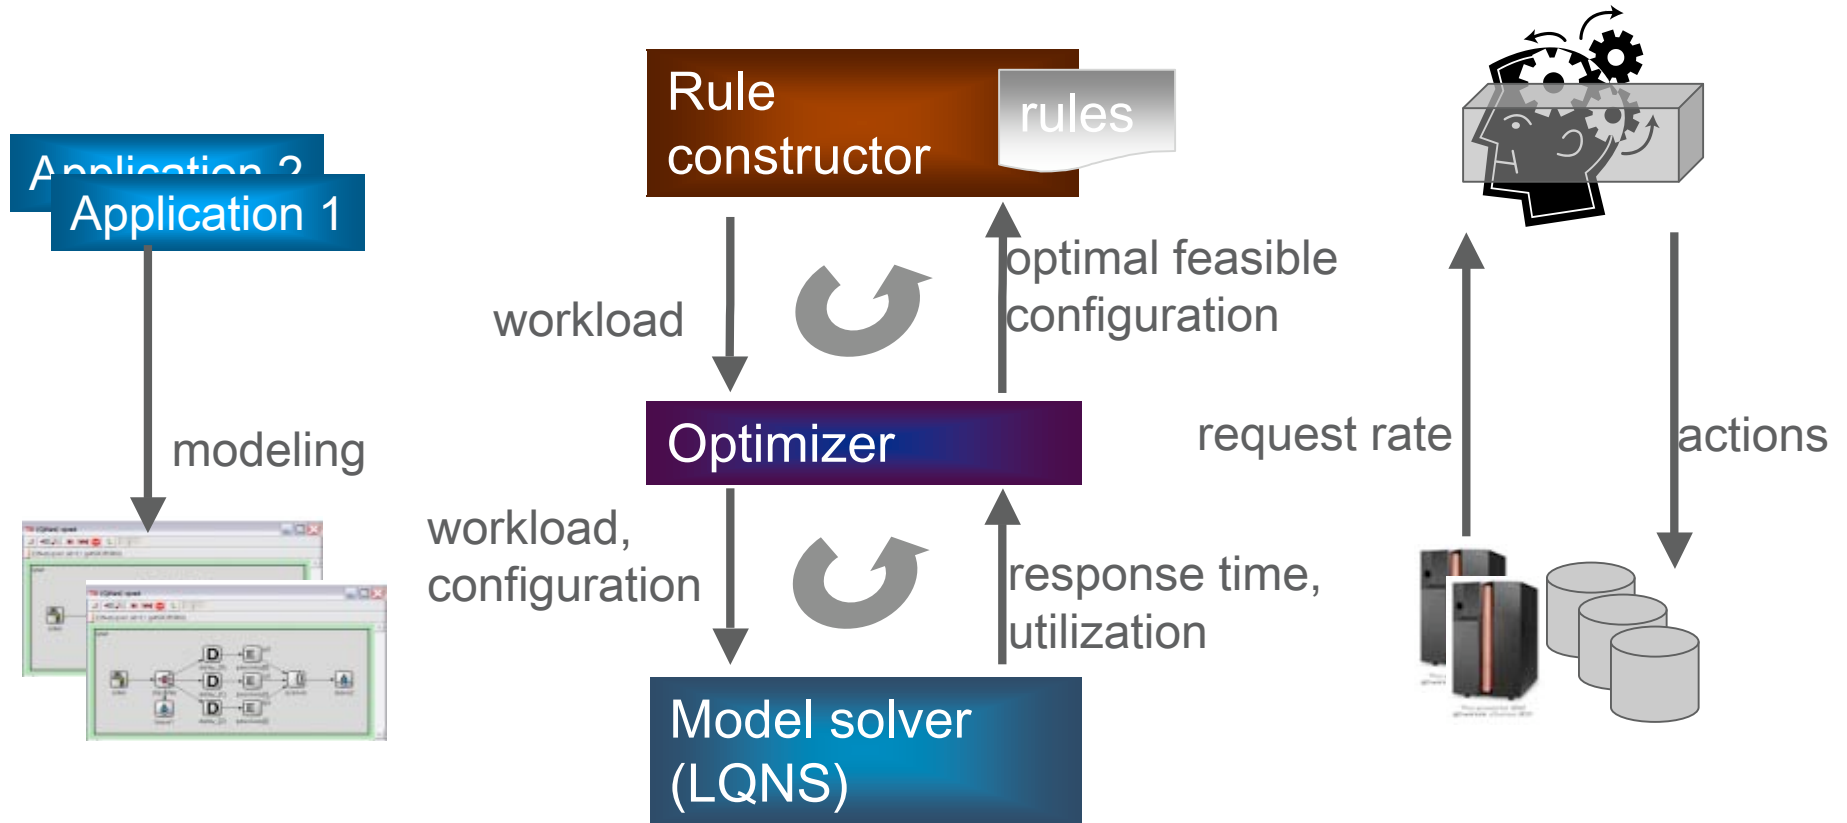 Rule
constructor
rules
Application 2
Application 1
optimal feasible
configuration
workload
request rate
actions
modeling
Optimizer
workload,
configuration
response time,
utilization
Model solver
(LQNS)